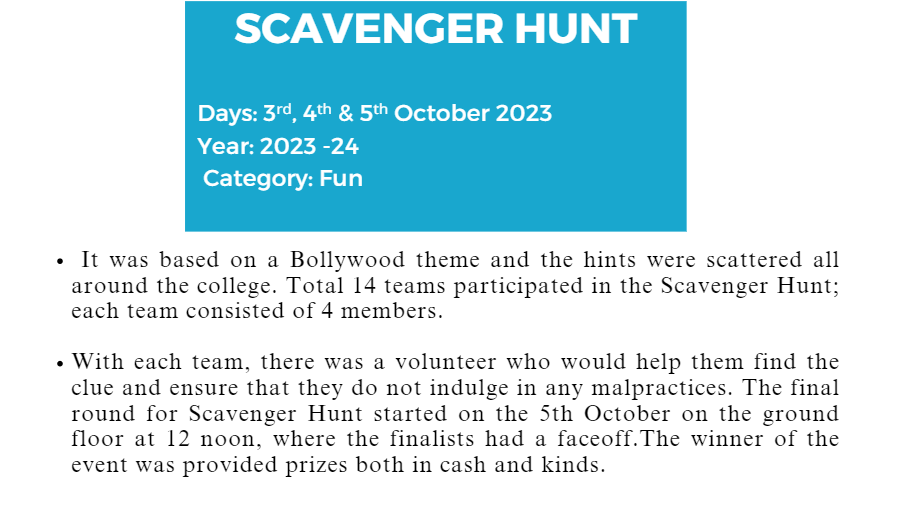 SCAVENGER HUNT
Days: 3rd, 4th & 5th October 2023
Year: 2023 -24
Category: Fun
• It was based on a Bollywood theme and the hints were scattered all
around the college. Total 14 teams participated in the Scavenger Hunt;
each team consisted of 4 members.
• With each team, there was a volunteer who would help them find the
clue and ensure that they do not indulge in any malpractices. The final
round for Scavenger Hunt started on the 5th October on the ground
floor at 12 noon, where the finalists had a faceoff.The winner of the
event was provided prizes both in cash and kinds.